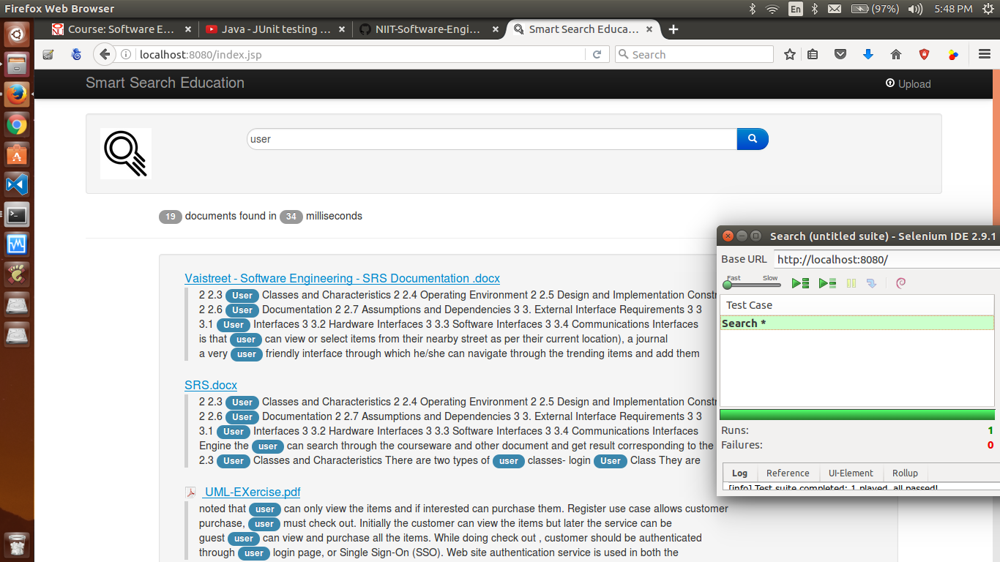 Firefox Web Browser
En
(97%)
5:48 PM
Course: Software E...
Java - JUnit testing ...
NIIT-Software-Engi...
Smart Search Educa...
localhost:8080/index.jsp
Search
Smart Search Education
Upload
user
19 documents found in 34 milliseconds
Vaistreet - Software Engineering - SRS Documentation .docx
2 2.3 User Classes and Characteristics 2 2.4 Operating Environment 2 2.5 Design and Implementation Constr
2 2.6 User Documentation 2 2.7 Assumptions and Dependencies 3 3. External Interface Requirements 3 3
3.1 User Interfaces 3 3.2 Hardware Interfaces 3 3.3 Software Interfaces 3 3.4 Communications Interfaces
is that user can view or select items from their nearby street as per their current location), a journal
a very user friendly interface through which he/she can navigate through the trending items and add them
SRS.docx
2 2.3 User Classes and Characteristics 2 2.4 Operating Environment 2 2.5 Design and Implementation Constr
2 2.6 User Documentation 2 2.7 Assumptions and Dependencies 3 3. External Interface Requirements 3 3
3.1 User Interfaces 3 3.2 Hardware Interfaces 3 3.3 Software Interfaces 3 3.4 Communications Interfaces
Engine the user can search through the courseware and other document and get result corresponding to the
2.3 User Classes and Characteristics There are two types of user classes- login User Class They are
UML-EXercise.pdf
noted that user can only view the items and if interested can purchase them. Register use case allows customer
purchase, user must check out. Initially the customer can view the items but later the service can be
guest user can view and purchase all the items. While doing check out , customer should be authenticated
through user login page, or Single Sign-On (SSO). Web site authentication service is used in both the
Search (untitled suite) - Selenium IDE 2.9.1
Base URL http://localhost:8080/
Fast Slow
Test Case
Search *
Runs: 1
Failures: 0
Log Reference UI-Element Rollup
[info] Test suite completed: 1 played, all passed!